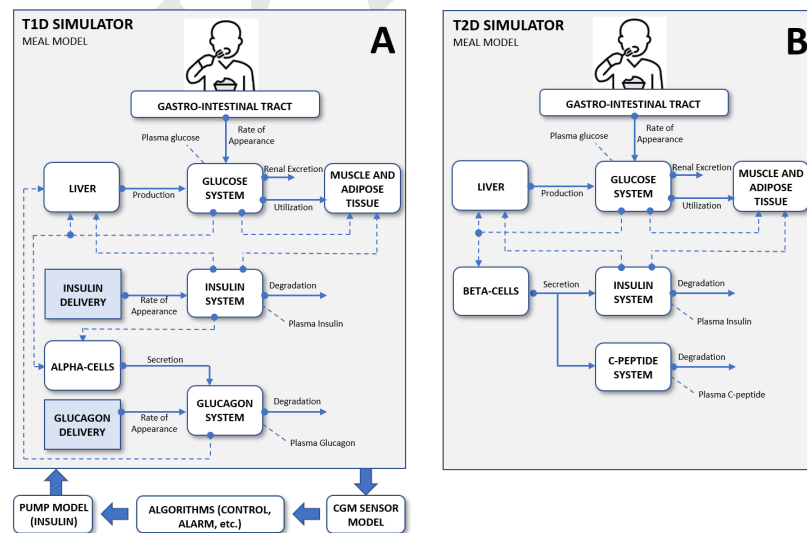 T1D SIMULATOR
MEAL MODEL
A
GASTRO-INTESTINAL TRACT
Plasma glucose
Rate of
Appearance
LIVER
Production
GLUCOSE
SYSTEM
Renal Excretion
Utilization
MUSCLE AND
ADIPOSE
TISSUE
INSULIN
DELIVERY
Rate of
Appearance
INSULIN
SYSTEM
Degradation
Plasma Insulin
ALPHA-CELLS
Secretion
GLUCAGON
DELIVERY
Rate of
Appearance
GLUCAGON
SYSTEM
Degradation
Plasma Glucagon
PUMP MODEL
(INSULIN)
ALGORITHMS (CONTROL,
ALARM, etc.)
CGM SENSOR
MODEL
T2D SIMULATOR
MEAL MODEL
B
GASTRO-INTESTINAL TRACT
Plasma glucose
Rate of
Appearance
LIVER
Production
GLUCOSE
SYSTEM
Renal Excretion
Utilization
MUSCLE AND
ADIPOSE
TISSUE
BETA-CELLS
Secretion
INSULIN
SYSTEM
Degradation
Plasma Insulin
C-PEPTIDE
SYSTEM
Degradation
Plasma C-peptide